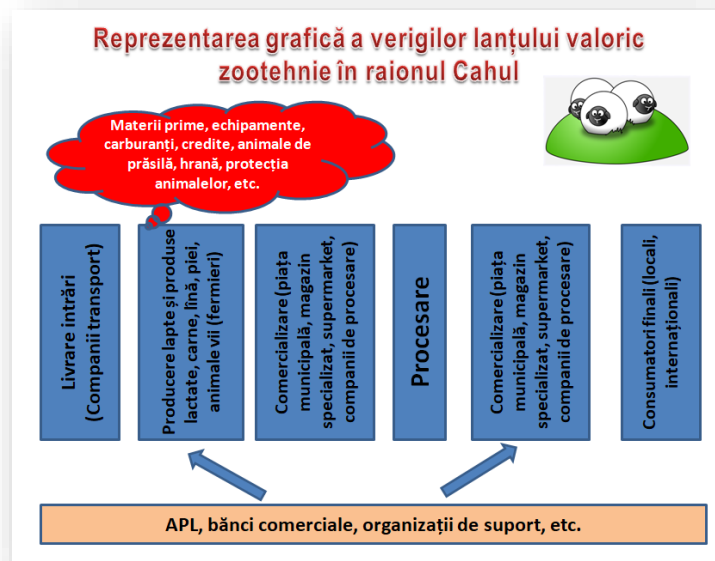 Reprezentarea grafică a verigilor lanțului valoric
zootehnie în raionul Cahul
Materii prime, echipamente,
carburanți, credite, animale de
prăsilă, hrană, protecția
animalelor, etc.
Livrare intrări
(Companii transport)
Producere lapte și produse
lactate, carne, lînă, piei,
animale vii (fermieri)
Comercializare (piața
municipală, magazin
specializat, supermarket,
companii de procesare)
Procesare
Comercializare (piața
municipală, magazin
specializat, supermarket,
companii de procesare)
Consumatori finali (locali,
internaționali)
APL, bănci comerciale, organizații de suport, etc.